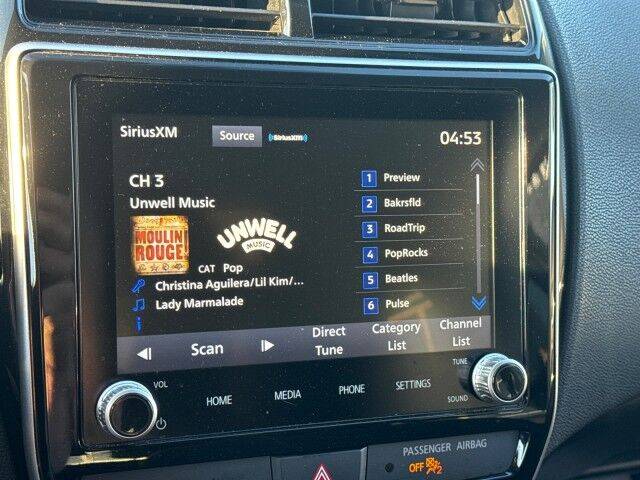 SiriusXM
Source
SiriusXM
04:53
CH 3
Unwell Music
MOULIN
ROUGE!
UNWELL
MUSIC
CAT Pop
Christina Aguilera/Lil Kim/...
Lady Marmalade
1 Preview
2 Bakrsfld
3 RoadTrip
4 PopRocks
5 Beatles
6 Pulse
Scan
Direct
Tune
Category
List
Channel
List
VOL
HOME
MEDIA
PHONE
SETTINGS
TUNE
SOUND
PASSENGER AIRBAG
OFF
2